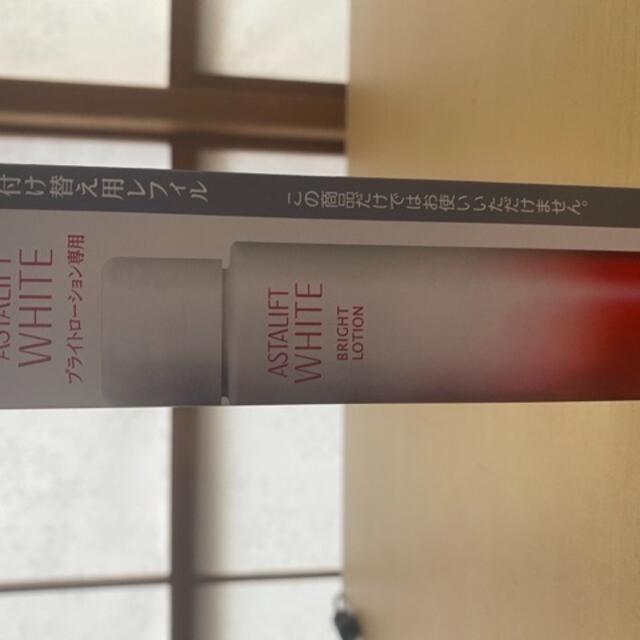 付け替え用レフィル
この商品だけではお使いいただけません。
ASTALIFT
WHITE
ブライトローション専用
ASTALIFT
WHITE
BRIGHT
LOTION